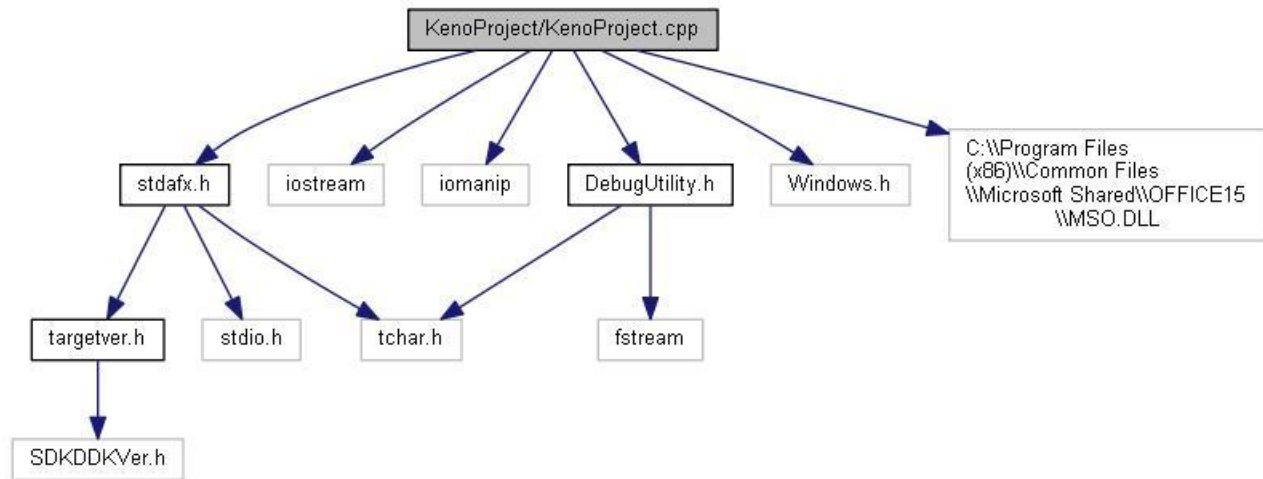 KenoProject/KenoProject.cpp
stdafx.h
iostream
iomanip
DebugUtility.h
Windows.h
C:\\Program Files
(x86)\\Common Files
\\Microsoft Shared\\OFFICE15
\\MSO.DLL
targetver.h
stdio.h
tchar.h
fstream
SDKDDKVer.h